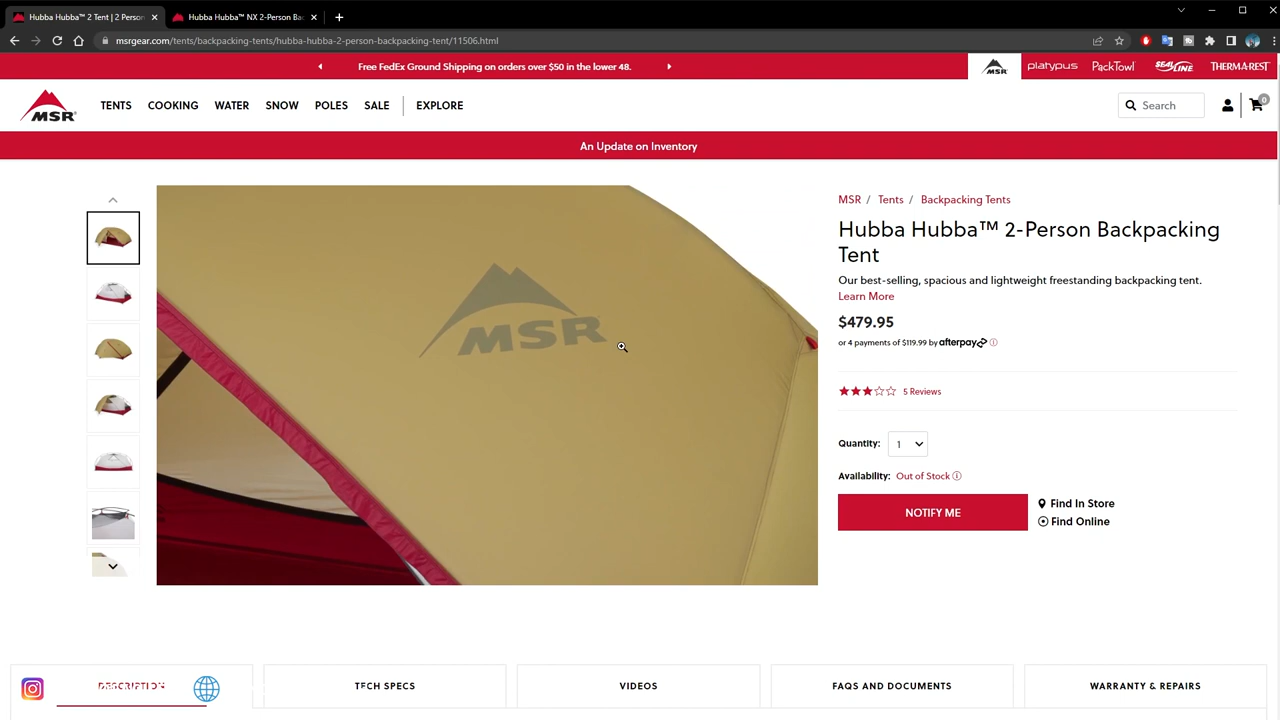 Hubba Hubba™ 2 Tent | 2 Person
Hubba Hubba™ NX 2-Person Bac
msrgear.com/tents/backpacking-tents/hubba-hubba-2-person-backpacking-tent/11506.html
Free FedEx Ground Shipping on orders over $50 in the lower 48.
MSR
platypus
PackTowl
SEALLINE
THERMAREST
MSR
TENTS
COOKING
WATER
SNOW
POLES
SALE
EXPLORE
Search
0
An Update on Inventory
MSR / Tents / Backpacking Tents
Hubba Hubba™ 2-Person Backpacking
Tent
Our best-selling, spacious and lightweight freestanding backpacking tent.
Learn More
$479.95
or 4 payments of $119.99 by afterpay
5 Reviews
Quantity: 1
Availability: Out of Stock
NOTIFY ME
Find In Store
Find Online
MSR
DESCRIPTION
TECH SPECS
VIDEOS
FAQS AND DOCUMENTS
WARRANTY & REPAIRS